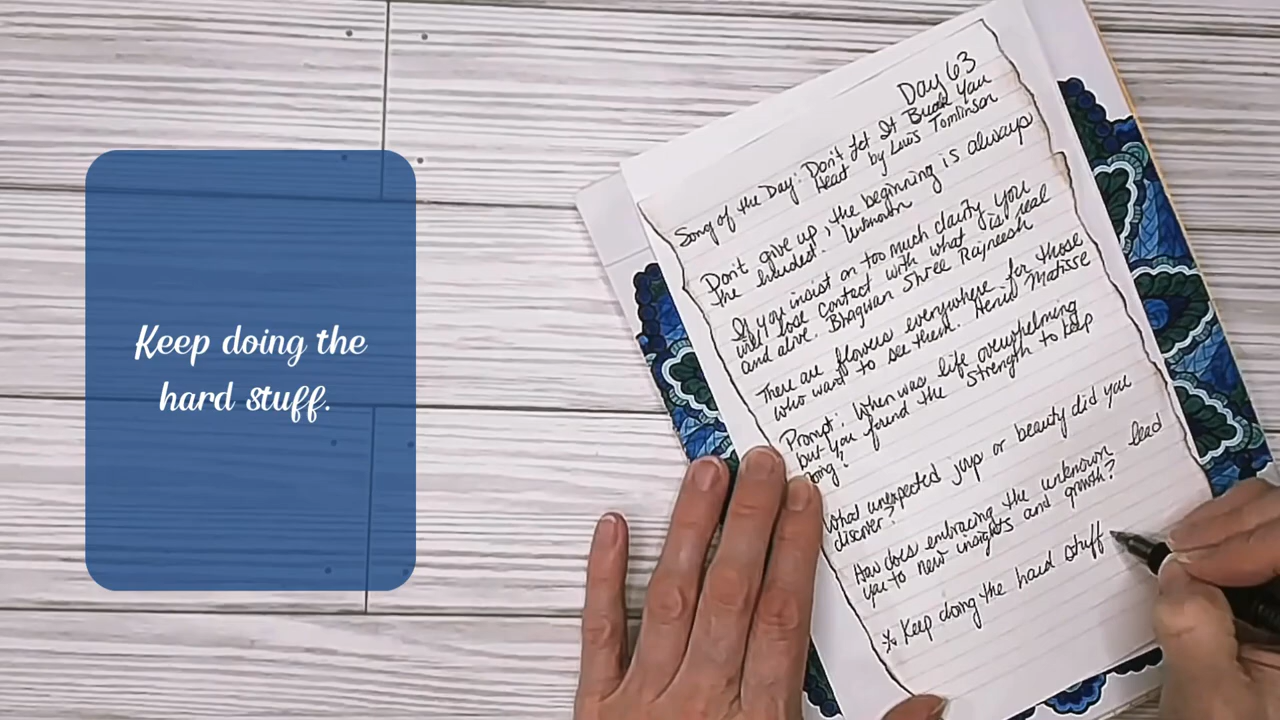 Keep doing the
hard stuff.
Day 63
Song of the Day: Don't Let It Break You
Heart by Louis Tomlinson
Don't give up, the beginning is always
the hardest. Unknown
If you insist on too much clarity you
will lose contact with what is real
and alive. Bhagwan Shree Rajneesh
There are flowers everywhere for those
who want to see them. Henri Matisse
Prompt: When was life overwhelming
but you found the strength to keep
going?
What unexpected joys or beauty did you
discover?
How does embracing the unknown lead
you to new insights and growth?
* Keep doing the hard stuff